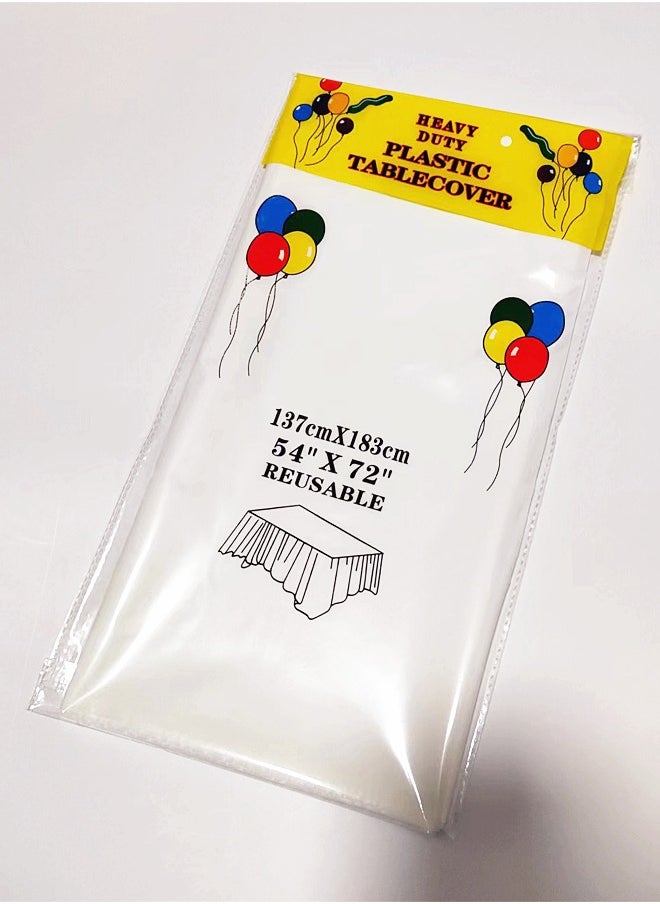 HEAVY
DUTY
PLASTIC
TABLECOVER
137cmX183cm
54" X 72"
REUSABLE